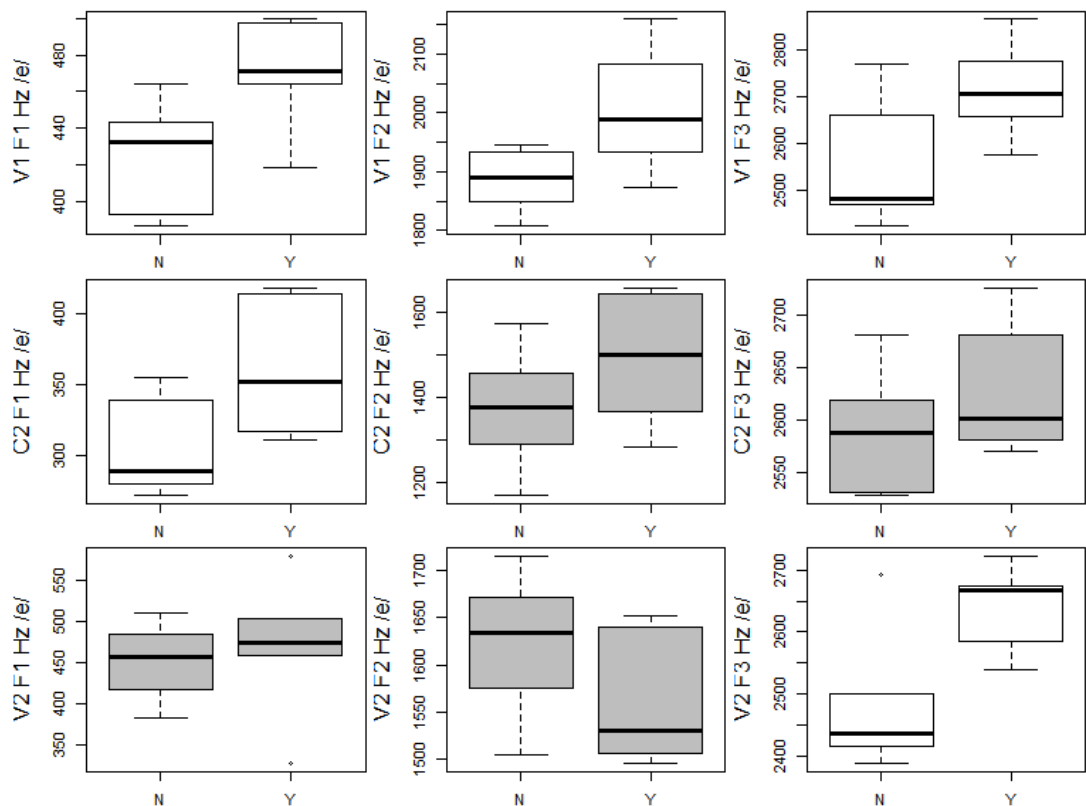 V1 F1 Hz /e/
400
440
480
N
Y
V1 F2 Hz /e/
1800
1900
2000
2100
N
Y
V1 F3 Hz /e/
2500
2600
2700
2800
N
Y
C2 F1 Hz /e/
300
350
400
N
Y
C2 F2 Hz /e/
1200
1400
1600
N
Y
C2 F3 Hz /e/
2550
2600
2650
2700
N
Y
V2 F1 Hz /e/
350
400
450
500
550
N
Y
V2 F2 Hz /e/
1500
1550
1600
1650
1700
N
Y
V2 F3 Hz /e/
2400
2500
2600
2700
N
Y